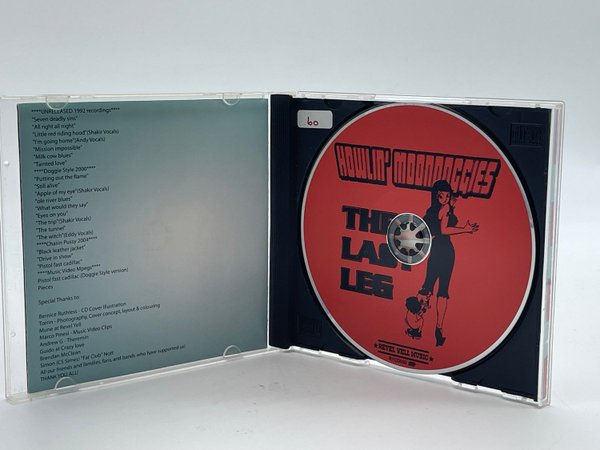 ****UNRELEASED 1992 recordings****
"Seven deadly sins"
"All right all night"
"Little red riding hood"(Shakir Vocals)
"I'm going home"(Andy Vocals)
"Mission impossible"
"Milk cow blues"
"Tainted love"
****Doggie Style 2000****
"Putting out the flame"
"Still alive"
"Apple of my eye"(Shakir Vocals)
"ole river blues"
"What would they say"
"Eyes on you"
"The trip"(Shakir Vocals)
"The tunnel"
"The witch"(Eddy Vocals)
****Chasin Pussy 2004****
"Black leather jacket"
"Drive in show"
"Pistol fast cadillac"
****Music Video Mpegs****
Pistol fast cadillac (Doggie Style version)
Pieces
Special Thanks to:
Bernice Ruthless - CD Cover illustration
- Photography, Cover concept, layout & colouring
Mune at Revel Yell
Marco Pinesi - Music Video Clips
Andrew G - Theremin
Guido at Crazy love
Brendan McClean
Simon (CS Simes) "Fat Club" Nott
All our friends and families, fans, and bands who have supported us!
THANK YOU ALL!
60
HOWLIN' MOONDOGGIES
THE
LAST
LEG
★ REVEL YELL MUSIC ★